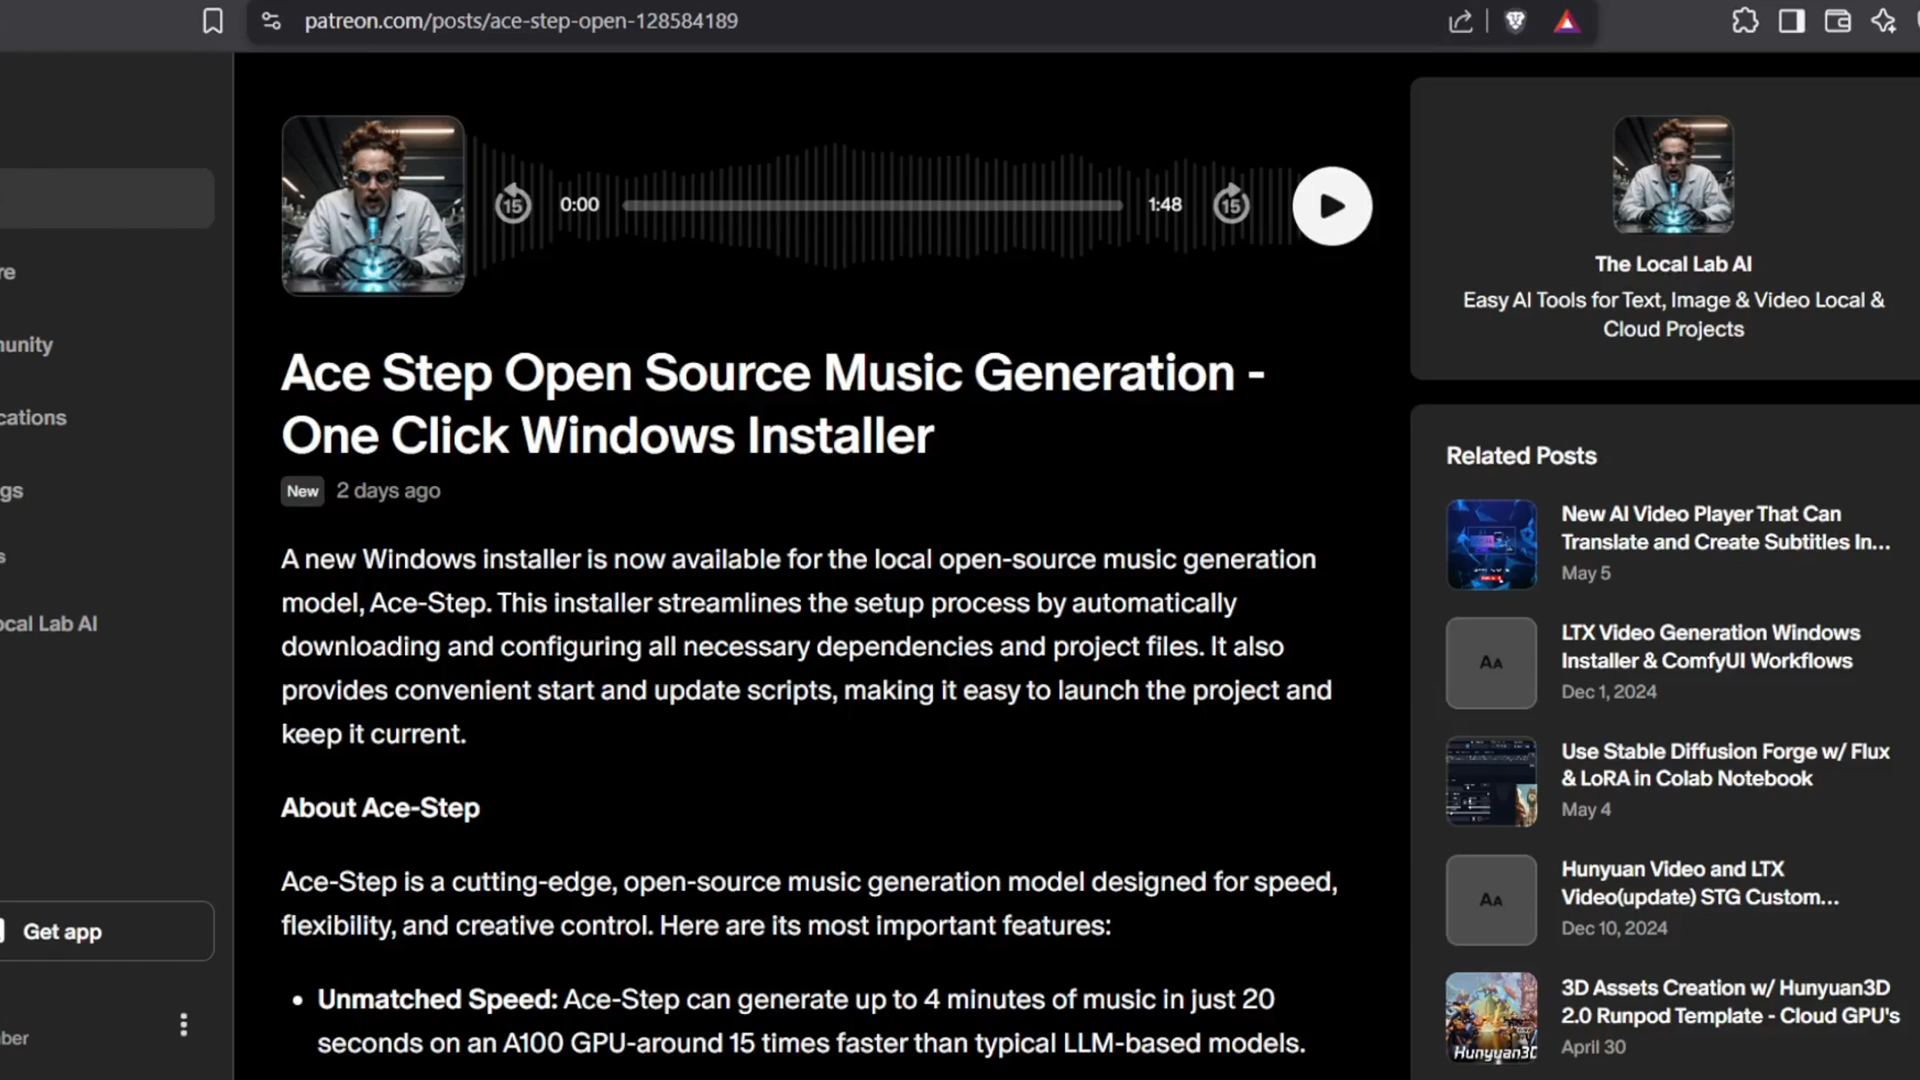 patreon.com/posts/ace-step-open-128584189
re
nunity
cations
gs
s
ocal Lab AI
Get app
ber
15
0:00
1:48
15
Ace Step Open Source Music Generation -
One Click Windows Installer
New 2 days ago
A new Windows installer is now available for the local open-source music generation
model, Ace-Step. This installer streamlines the setup process by automatically
downloading and configuring all necessary dependencies and project files. It also
provides convenient start and update scripts, making it easy to launch the project and
keep it current.
About Ace-Step
Ace-Step is a cutting-edge, open-source music generation model designed for speed,
flexibility, and creative control. Here are its most important features:
• Unmatched Speed: Ace-Step can generate up to 4 minutes of music in just 20
seconds on an A100 GPU-around 15 times faster than typical LLM-based models.
The Local Lab AI
Easy AI Tools for Text, Image & Video Local &
Cloud Projects
Related Posts
New AI Video Player That Can
Translate and Create Subtitles In...
May 5
AA
LTX Video Generation Windows
Installer & ComfyUI Workflows
Dec 1, 2024
Use Stable Diffusion Forge w/ Flux
& LoRA in Colab Notebook
May 4
AA
Hunyuan Video and LTX
Video(update) STG Custom...
Dec 10, 2024
Hunyuan3D
3D Assets Creation w/ Hunyuan3D
2.0 Runpod Template - Cloud GPU's
April 30